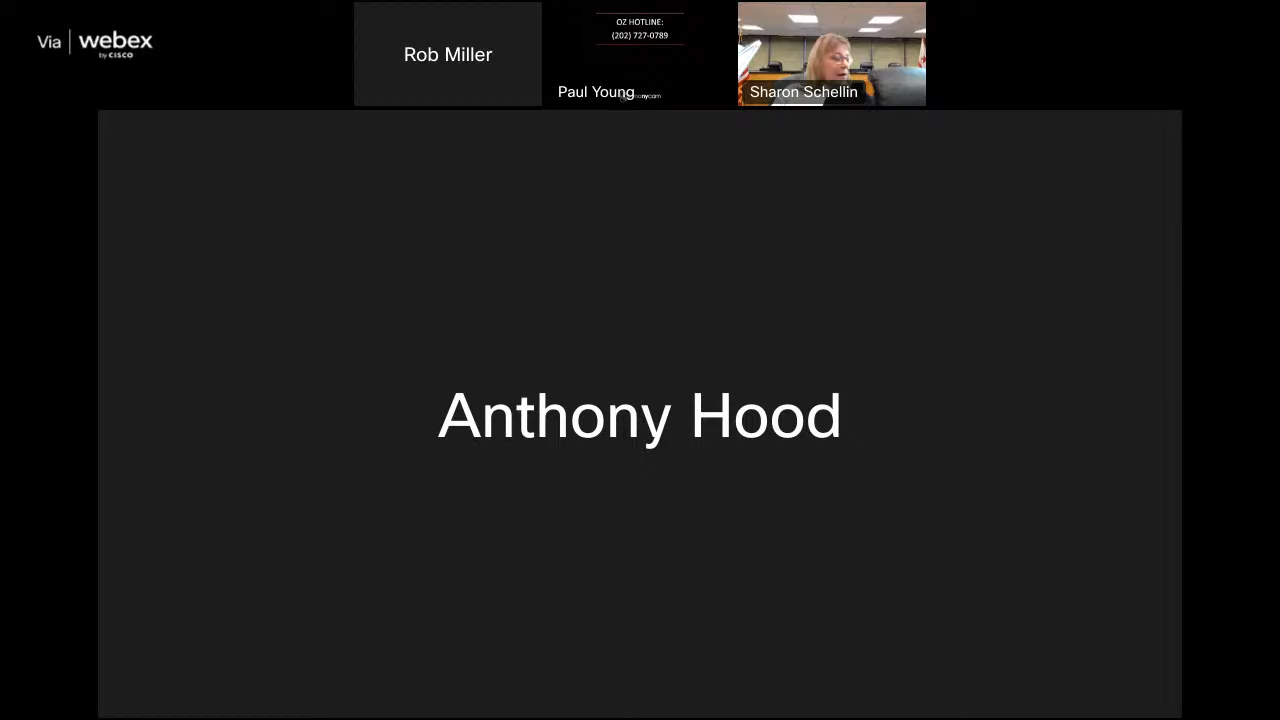 Via webex
by CISCO
Rob Miller
OZ HOTLINE:
(202) 727-0789
Paul Young
Sharon Schellin
Anthony Hood